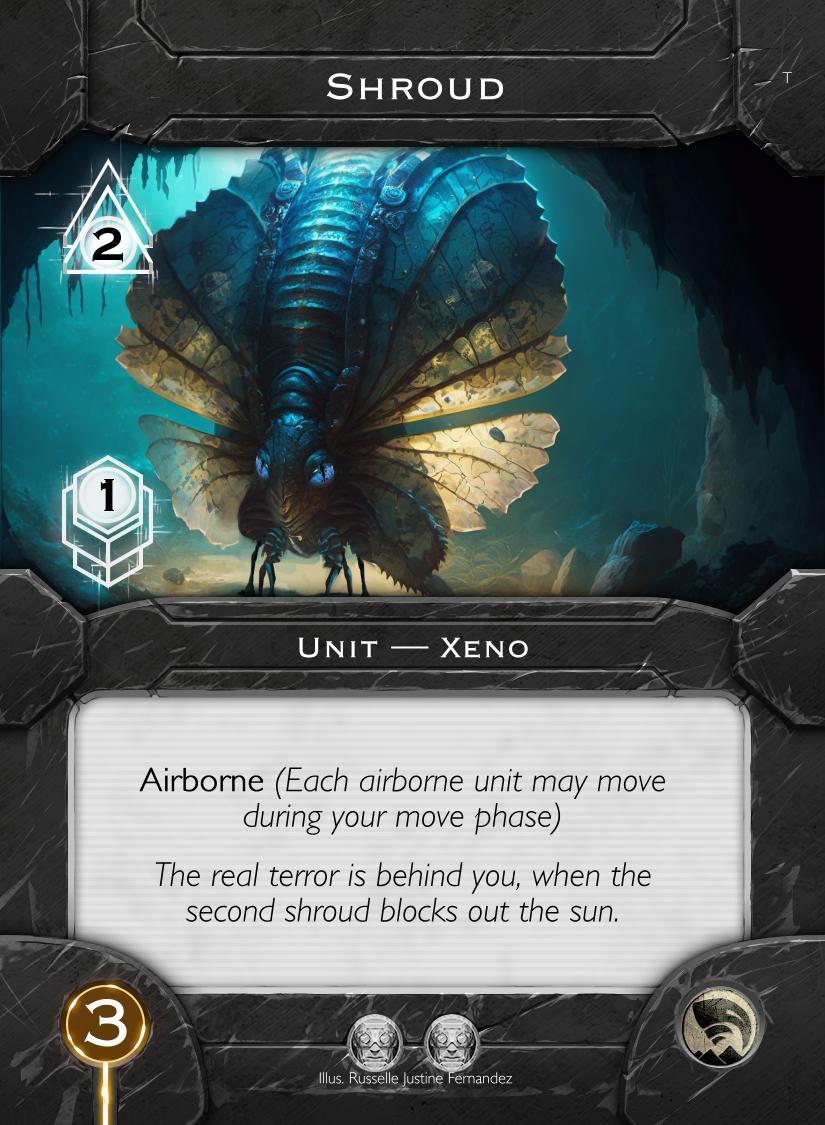 Shroud
T
2
1
Unit — Xeno
Airborne (Each airborne unit may move
during your move phase)
The real terror is behind you, when the
second shroud blocks out the sun.
3
Illus. Russelle Justine Fernandez